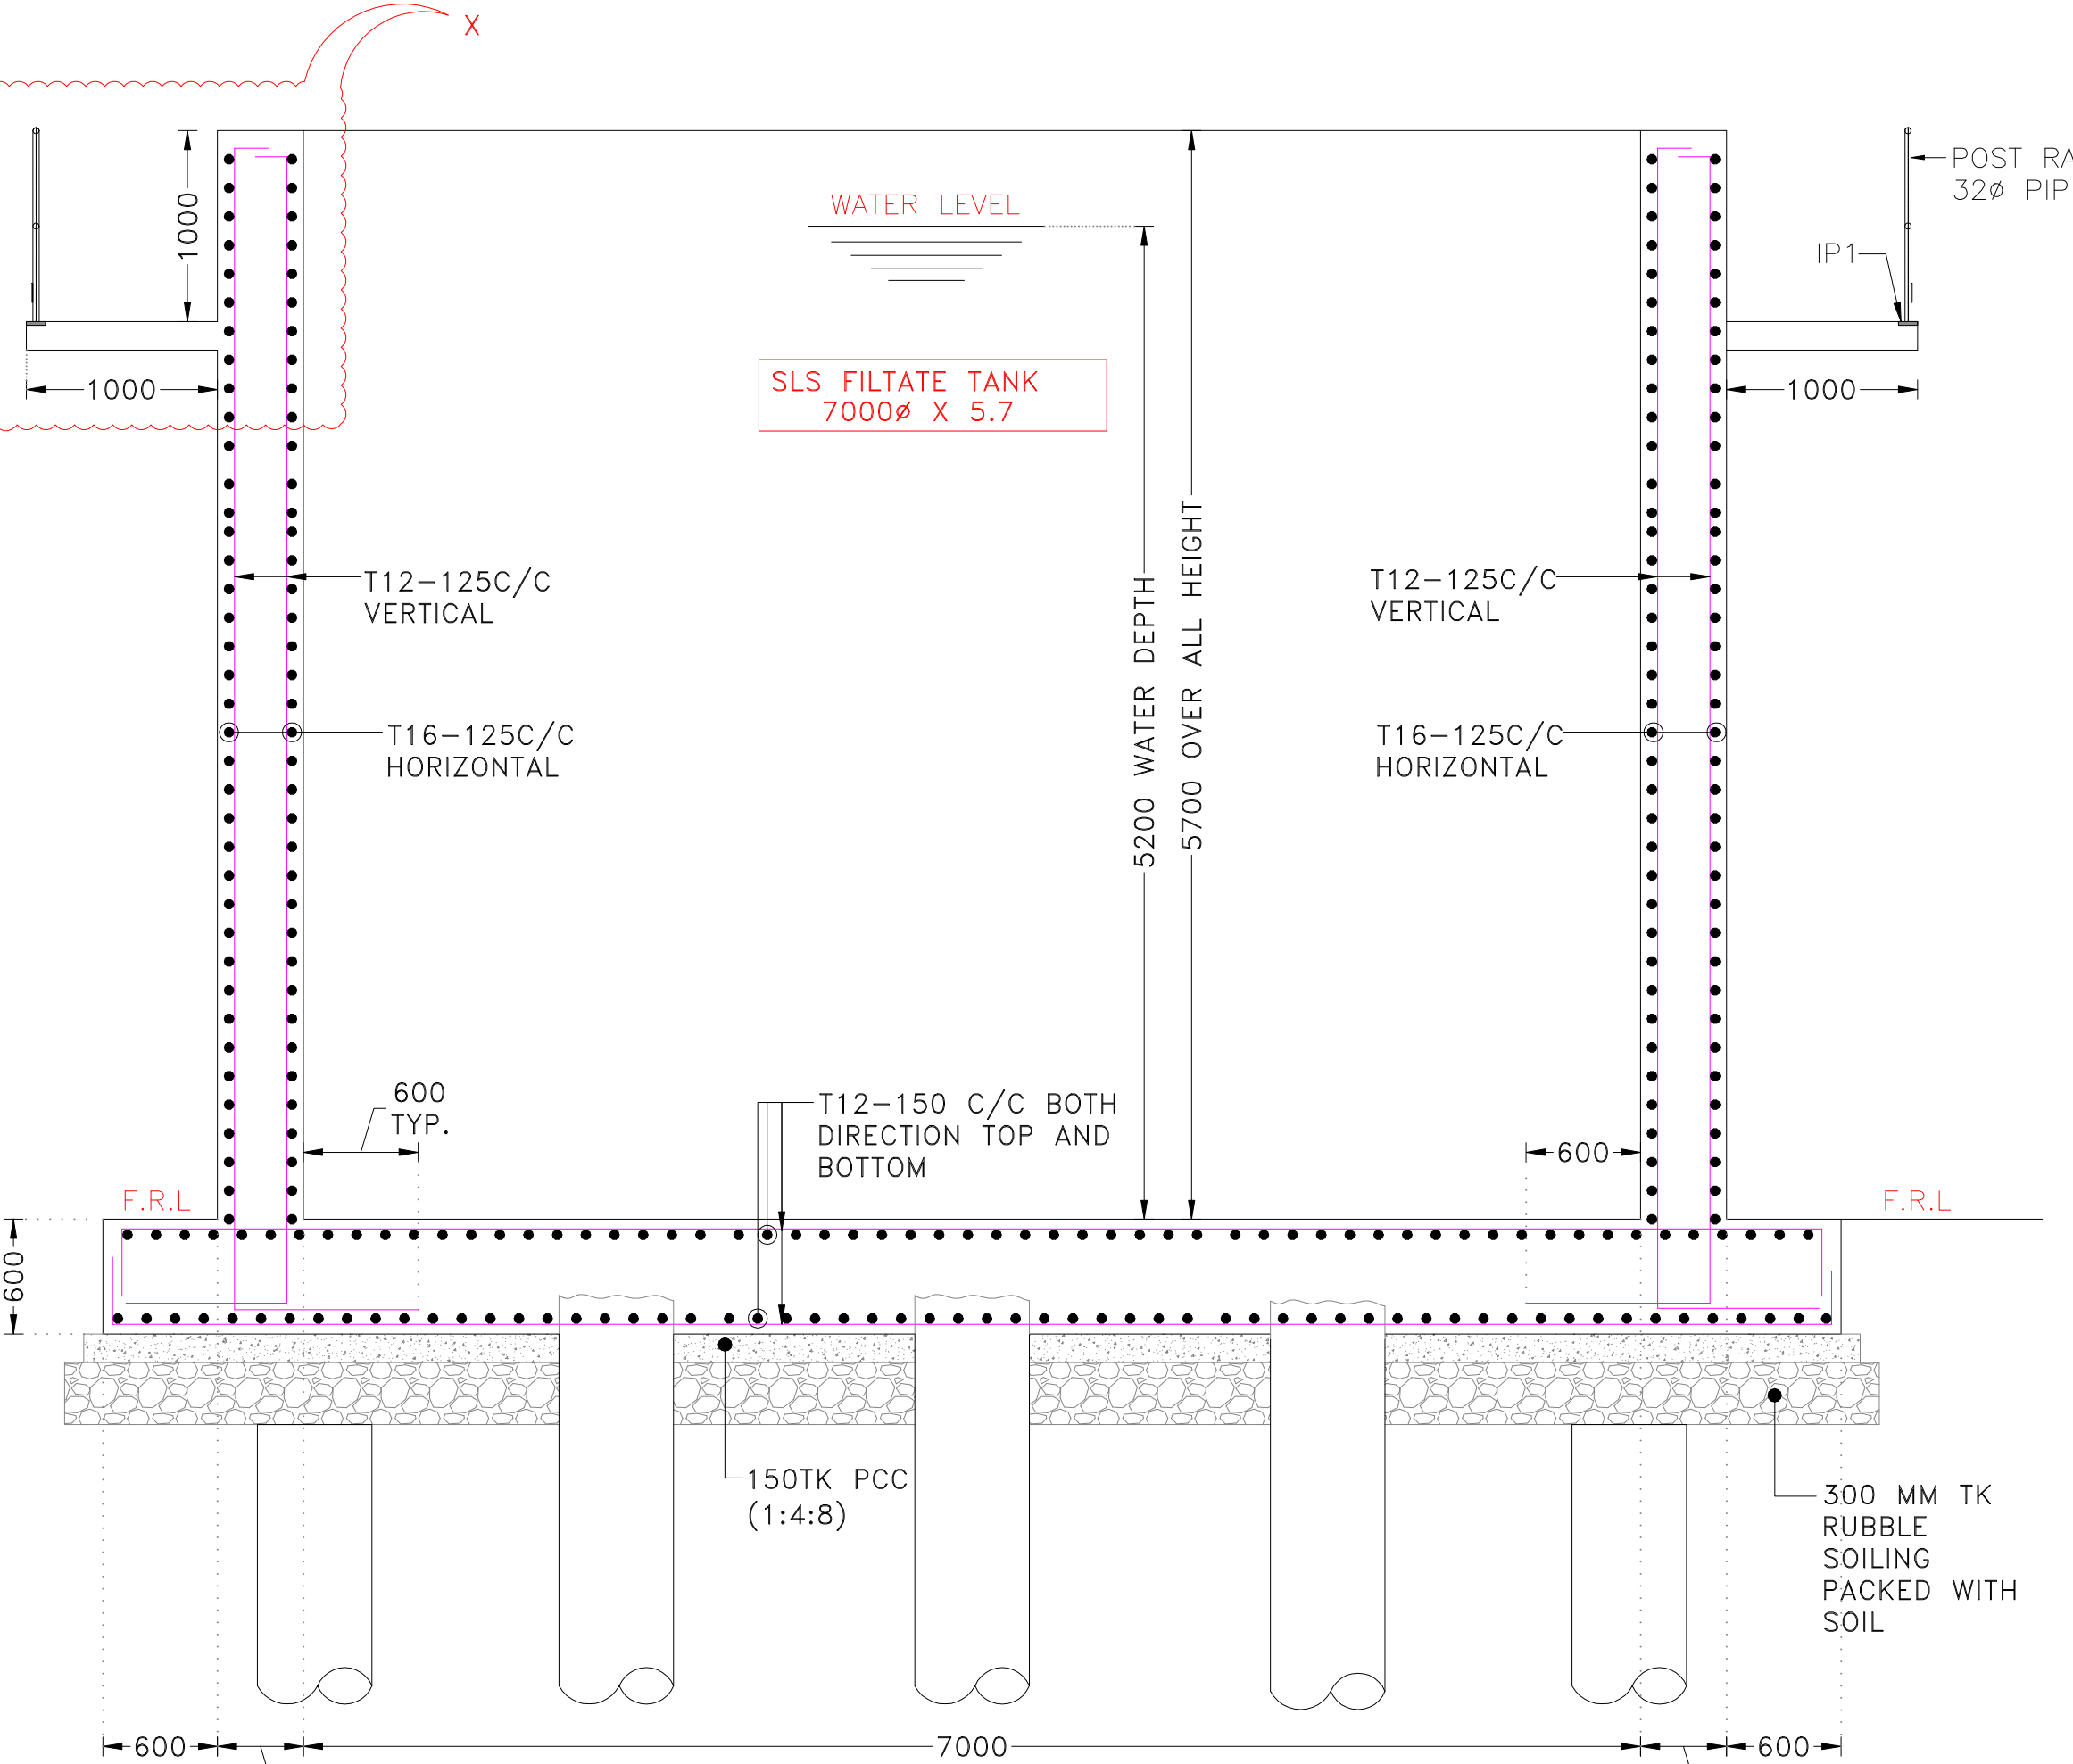 X
POST RA
32ø PIP
1000
WATER LEVEL
IP1
1000
SLS FILTATE TANK
7000ø X 5.7
1000
T12-125C/C
VERTICAL
5200 WATER DEPTH
5700 OVER ALL HEIGHT
T12-125C/C
VERTICAL
T16-125C/C
HORIZONTAL
T16-125C/C
HORIZONTAL
600
TYP.
T12-150 C/C BOTH
DIRECTION TOP AND
BOTTOM
600
F.R.L
F.R.L
600
150TK PCC
(1:4:8)
300 MM TK
RUBBLE
SOILING
PACKED WITH
SOIL
600
7000
600